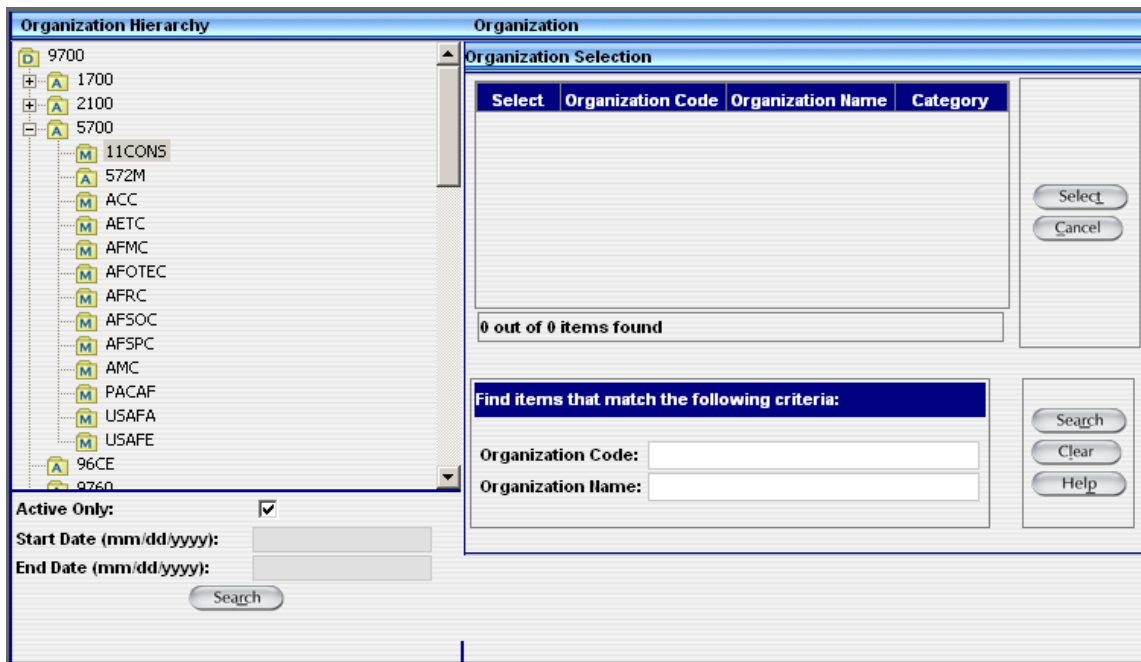 Organization Hierarchy
D 9700
A 1700
A 2100
A 5700
M 11CONS
A 572M
M ACC
M AETC
M AFMC
M AFOTEC
M AFRC
M AFSOC
M AFSPC
M AMC
M PACAF
M USAFA
M USAFE
A 96CE
A 9760
Active Only:
Start Date (mm/dd/yyyy):
End Date (mm/dd/yyyy):
Search
Organization
Organization Selection
Select Organization Code Organization Name Category
0 out of 0 items found
Select
Cancel
Find items that match the following criteria:
Organization Code:
Organization Name:
Search
Clear
Help